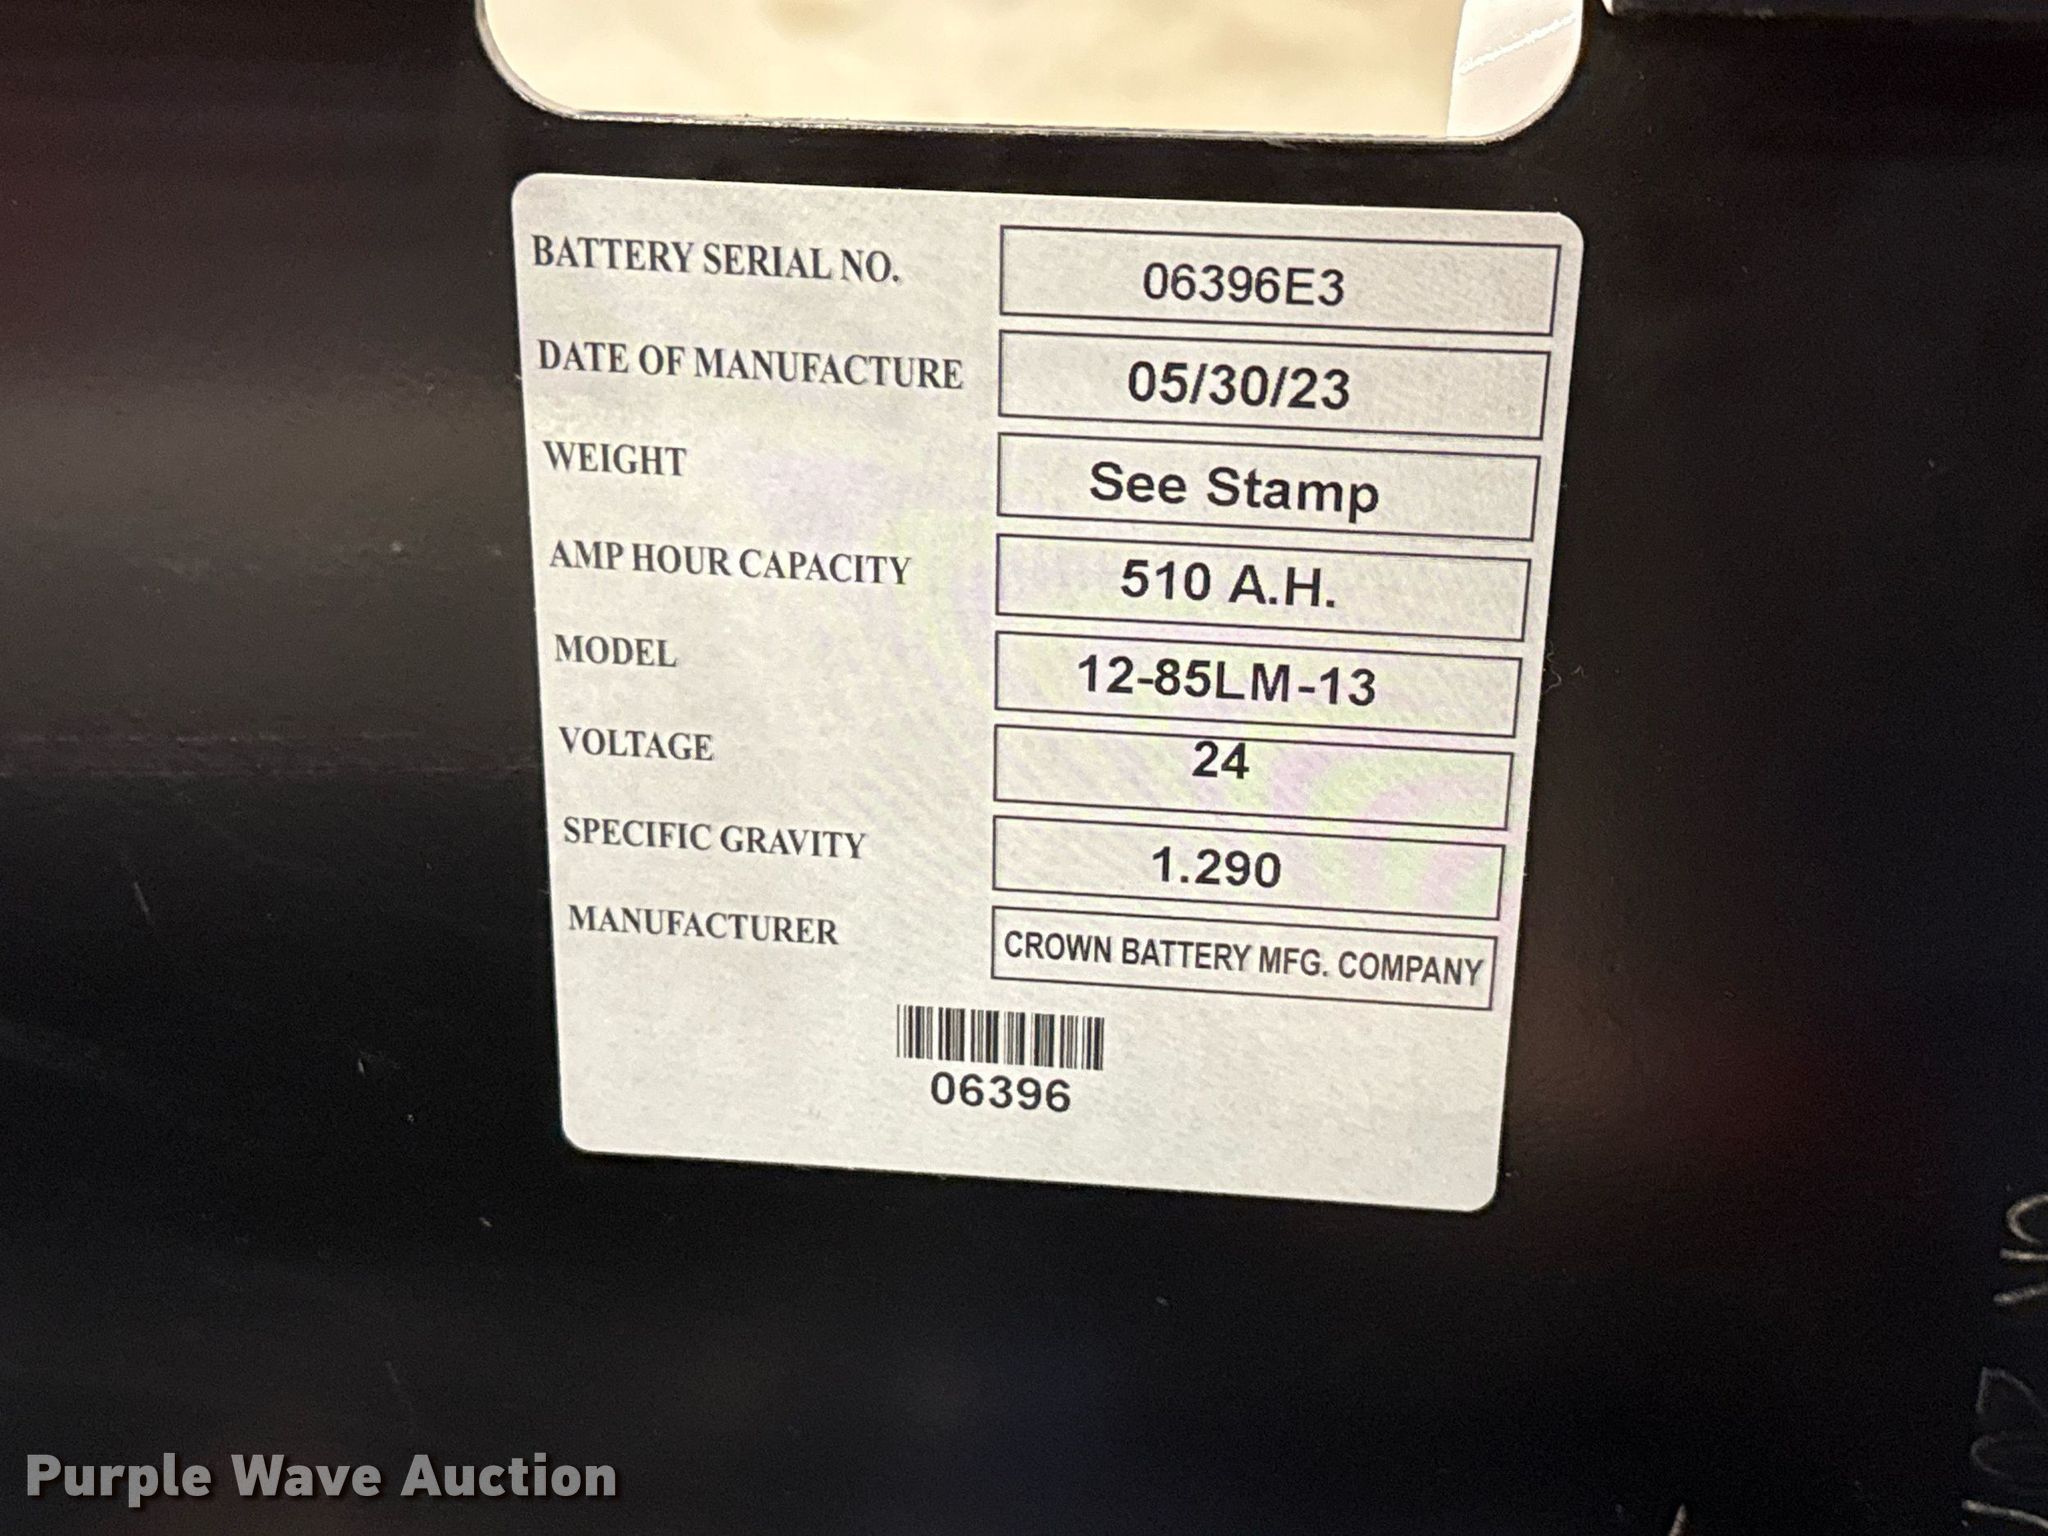 BATTERY SERIAL NO. 06396E3
DATE OF MANUFACTURE 05/30/23
WEIGHT See Stamp
AMP HOUR CAPACITY 510 A.H.
MODEL 12-85LM-13
VOLTAGE 24
SPECIFIC GRAVITY 1.290
MANUFACTURER CROWN BATTERY MFG. COMPANY
06396
Purple Wave Auction